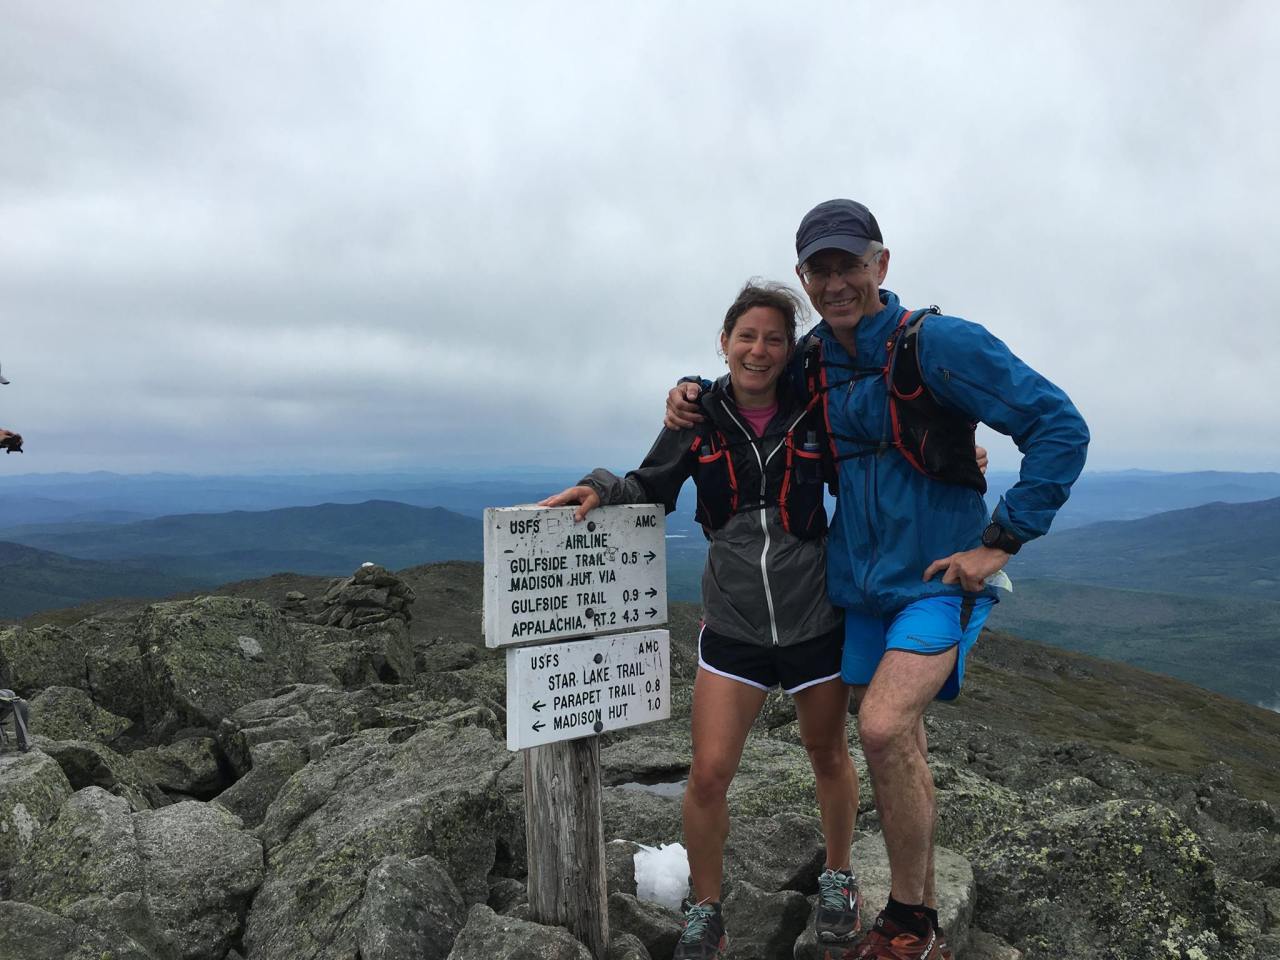 USFS AMC
AIRLINE
GULFSIDE TRAIL 0.5 →
MADISON HUT VIA
GULFSIDE TRAIL 0.9 →
APPALACHIA, RT.2 4.3 →
USFS AMC
STAR LAKE TRAIL
← PARAPET TRAIL 0.8
← MADISON HUT 1.0